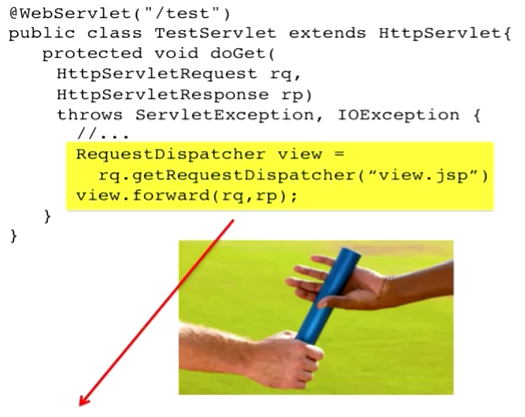 @WebServlet("/test")
public class TestServlet extends HttpServlet{
protected void doGet(
HttpServletRequest rq,
HttpServletResponse rp)
throws ServletException, IOException {
//...
RequestDispatcher view =
rq.getRequestDispatcher(“view.jsp”)
view.forward(rq,rp);
}
}